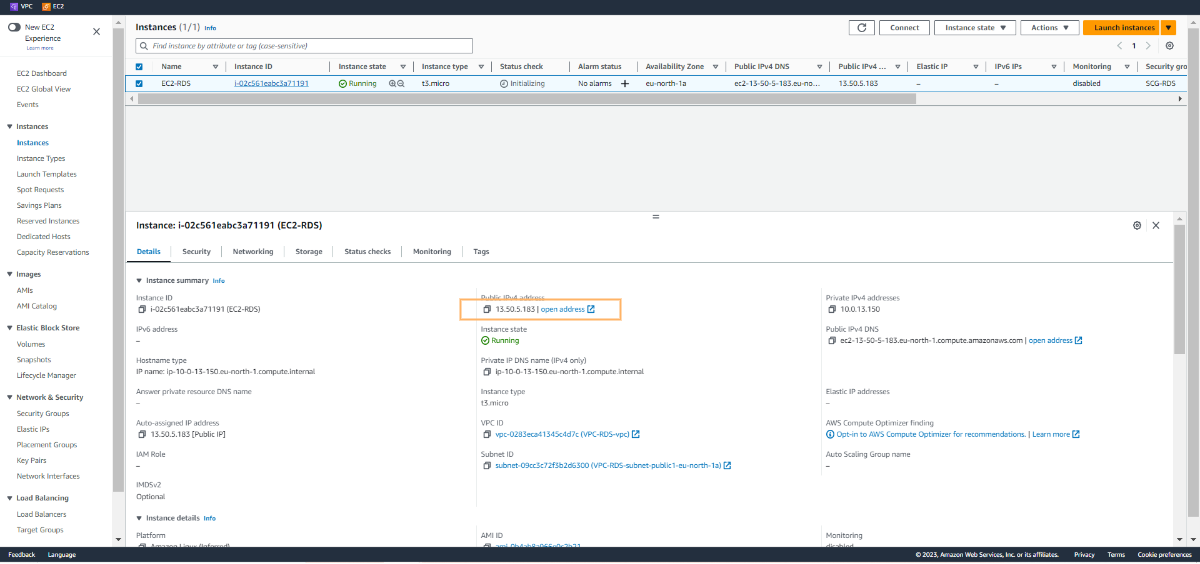 VPC EC2
New EC2
Experience
Learn more
EC2 Dashboard
EC2 Global View
Events
Instances
Instances
Instance Types
Launch Templates
Spot Requests
Savings Plans
Reserved Instances
Dedicated Hosts
Capacity Reservations
Images
AMIs
AMI Catalog
Elastic Block Store
Volumes
Snapshots
Lifecycle Manager
Network & Security
Security Groups
Elastic IPs
Placement Groups
Key Pairs
Network Interfaces
Load Balancing
Load Balancers
Target Groups
Instances (1/1) Info
Connect Instance state Actions Launch instances
Find instance by attribute or tag (case-sensitive)
1
Name Instance ID Instance state Instance type Status check Alarm status Availability Zone Public IPv4 DNS Public IPv4 ... Elastic IP IPv6 IPs Monitoring Security gro
EC2-RDS i-02c561eabc3a71191 Running t3.micro Initializing No alarms + eu-north-1a ec2-13-50-5-183.eu-no... 13.50.5.183 – – disabled SCG-RDS
Instance: i-02c561eabc3a71191 (EC2-RDS)
Details Security Networking Storage Status checks Monitoring Tags
Instance summary Info
Instance ID
i-02c561eabc3a71191 (EC2-RDS)
Public IPv4 address
13.50.5.183 | open address
Private IPv4 addresses
10.0.13.150
IPv6 address
–
Instance state
Running
Public IPv4 DNS
ec2-13-50-5-183.eu-north-1.compute.amazonaws.com | open address
Hostname type
IP name: ip-10-0-13-150.eu-north-1.compute.internal
Private IP DNS name (IPv4 only)
ip-10-0-13-150.eu-north-1.compute.internal
Answer private resource DNS name
–
Instance type
t3.micro
Elastic IP addresses
–
Auto-assigned IP address
13.50.5.183 [Public IP]
VPC ID
vpc-0283eca41345c4d7c (VPC-RDS-vpc)
AWS Compute Optimizer finding
Opt-in to AWS Compute Optimizer for recommendations. | Learn more
IAM Role
–
Subnet ID
subnet-09cc3c72f3b2d6300 (VPC-RDS-subnet-public1-eu-north-1a)
Auto Scaling Group name
–
IMDSv2
Optional
Instance details Info
Platform
Amazon Linux (Inferred)
AMI ID
Monitoring
disabled
Feedback Language
© 2023, Amazon Web Services, Inc. or its affiliates. Privacy Terms Cookie preferences